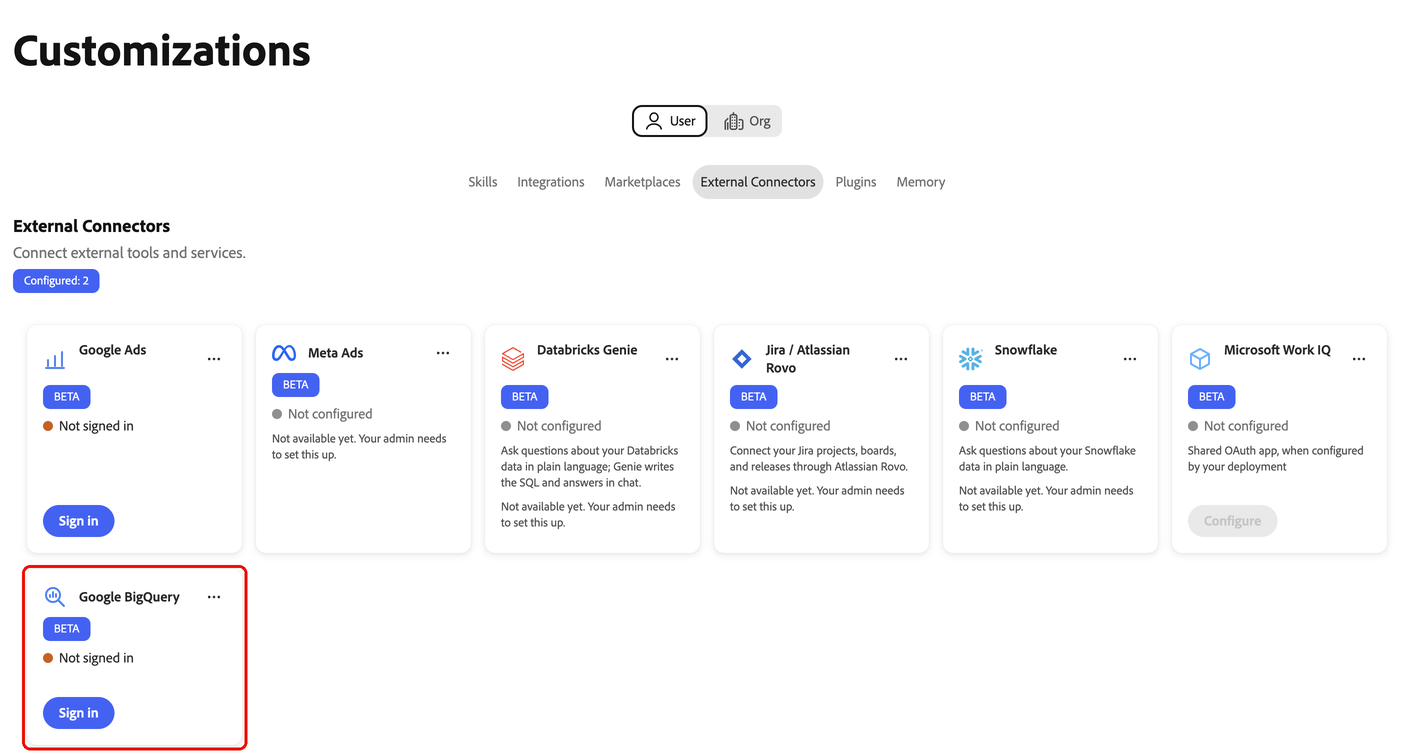 Customizations
User
Org
Skills
Integrations
Marketplaces
External Connectors
Plugins
Memory
External Connectors
Connect external tools and services.
Configured: 2
Google Ads
BETA
Not signed in
Sign in
Meta Ads
BETA
Not configured
Not available yet. Your admin needs
to set this up.
Databricks Genie
BETA
Not configured
Ask questions about your Databricks
data in plain language; Genie writes
the SQL and answers in chat.
Not available yet. Your admin needs
to set this up.
Jira / Atlassian
Rovo
BETA
Not configured
Connect your Jira projects, boards,
and releases through Atlassian Rovo.
Not available yet. Your admin needs
to set this up.
Snowflake
BETA
Not configured
Ask questions about your Snowflake
data in plain language.
Not available yet. Your admin needs
to set this up.
Microsoft Work IQ
BETA
Not configured
Shared OAuth app, when configured
by your deployment
Configure
Google BigQuery
BETA
Not signed in
Sign in